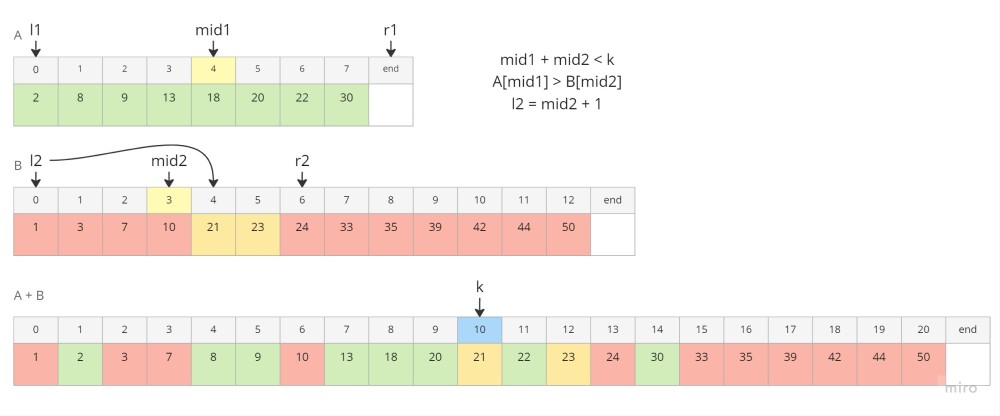 A l1 mid1 r1
0 1 2 3 4 5 6 7 end
2 8 9 13 18 20 22 30
mid1 + mid2 < k
A[mid1] > B[mid2]
l2 = mid2 + 1
B l2 mid2 r2
0 1 2 3 4 5 6 7 8 9 10 11 12 end
1 3 7 10 21 23 24 33 35 39 42 44 50
A + B
k
0 1 2 3 4 5 6 7 8 9 10 11 12 13 14 15 16 17 18 19 20 end
1 2 3 7 8 9 10 13 18 20 21 22 23 24 30 33 35 39 42 44 50
miro